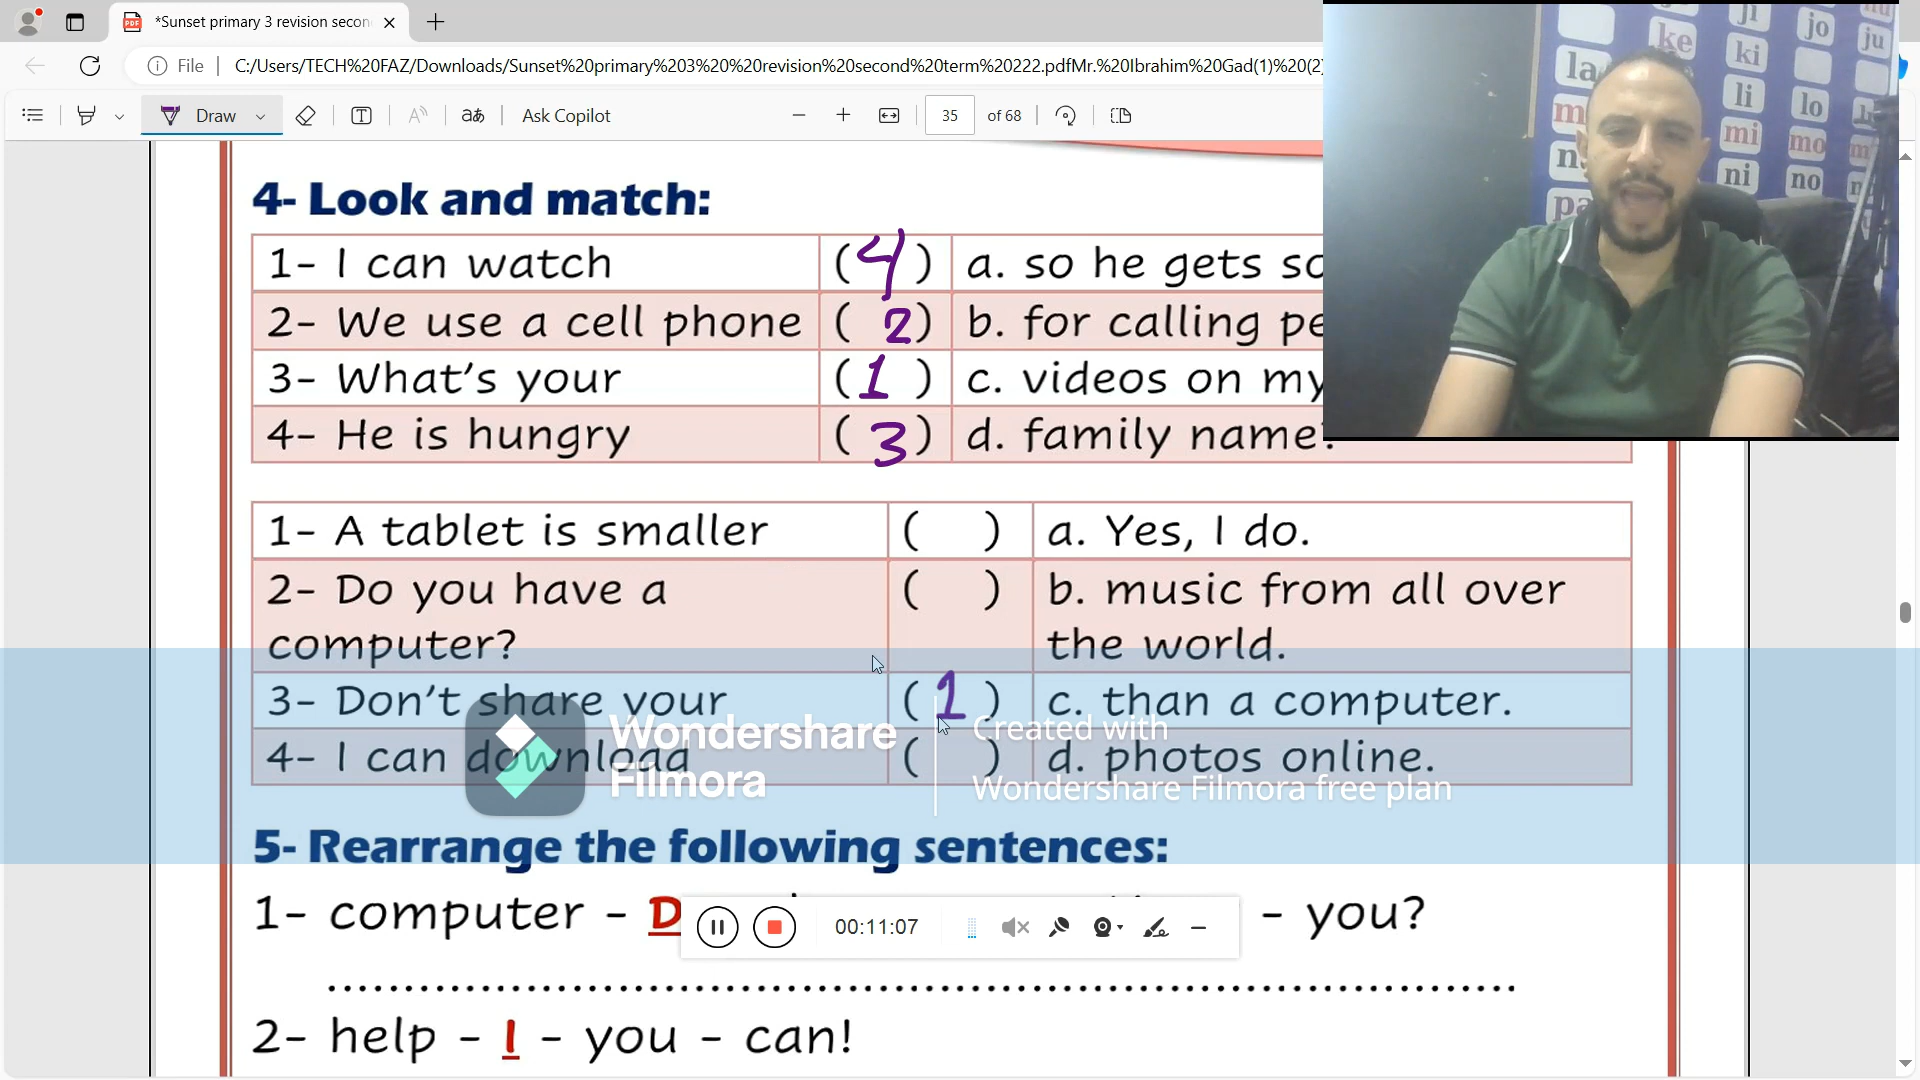 *Sunset primary 3 revision secon
File
C:/Users/TECH%20FAZ/Downloads/Sunset%20primary%203%20%20revision%20second%20term%20222.pdfMr.%20Ibrahim%20Gad(1)%20(2)
Draw
aあ
Ask Copilot
35 of 68
4- Look and match:
1- I can watch (4) a. so he gets
2- We use a cell phone (2) b. for calling
3- What's your (1) c. videos on my
4- He is hungry (3) d. family name?
1- A tablet is smaller ( ) a. Yes, I do.
2- Do you have a ( ) b. music from all over
computer? the world.
3- Don't share your (1) c. than a computer.
4- I can download ( ) d. photos online.
Wondershare
Filmora
Created with
Wondershare Filmora free plan
5- Rearrange the following sentences:
1- computer - D - you?
00:11:07
2- help - I - you - can!
ji
jo
ju
ke
ki
la
li
lo
mi
mo
ni
no
pa